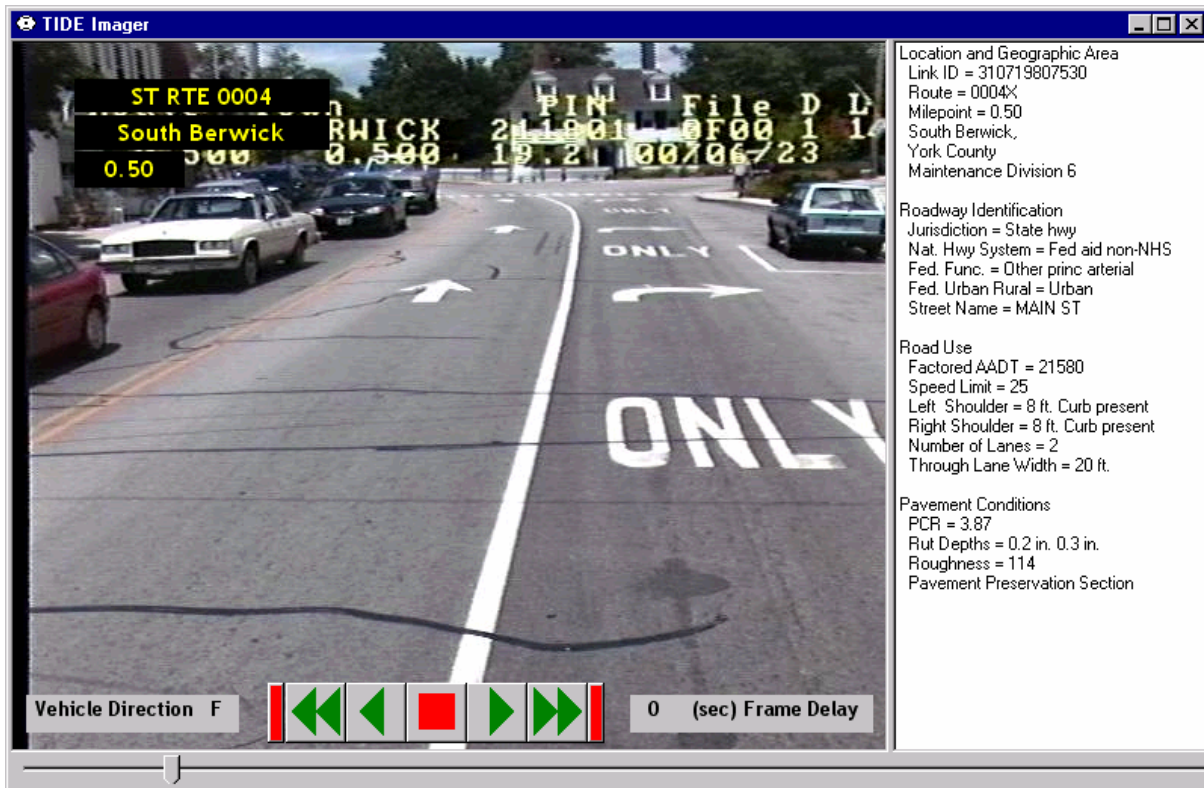 TIDE Imager
ST RTE 0004
PIN File D L
South Berwick
RWICK 211901 0F00 1 1
0.50
0.500 19.2 00/06/23
ONLY
ONLY
ONLY
Vehicle Direction F
0 (sec) Frame Delay
Location and Geographic Area
Link ID = 310719807530
Route = 0004X
Milepoint = 0.50
South Berwick,
York County
Maintenance Division 6
Roadway Identification
Jurisdiction = State hwy
Nat. Hwy System = Fed aid non-NHS
Fed. Func. = Other princ arterial
Fed. Urban Rural = Urban
Street Name = MAIN ST
Road Use
Factored AADT = 21580
Speed Limit = 25
Left Shoulder = 8 ft. Curb present
Right Shoulder = 8 ft. Curb present
Number of Lanes = 2
Through Lane Width = 20 ft.
Pavement Conditions
PCR = 3.87
Rut Depths = 0.2 in. 0.3 in.
Roughness = 114
Pavement Preservation Section